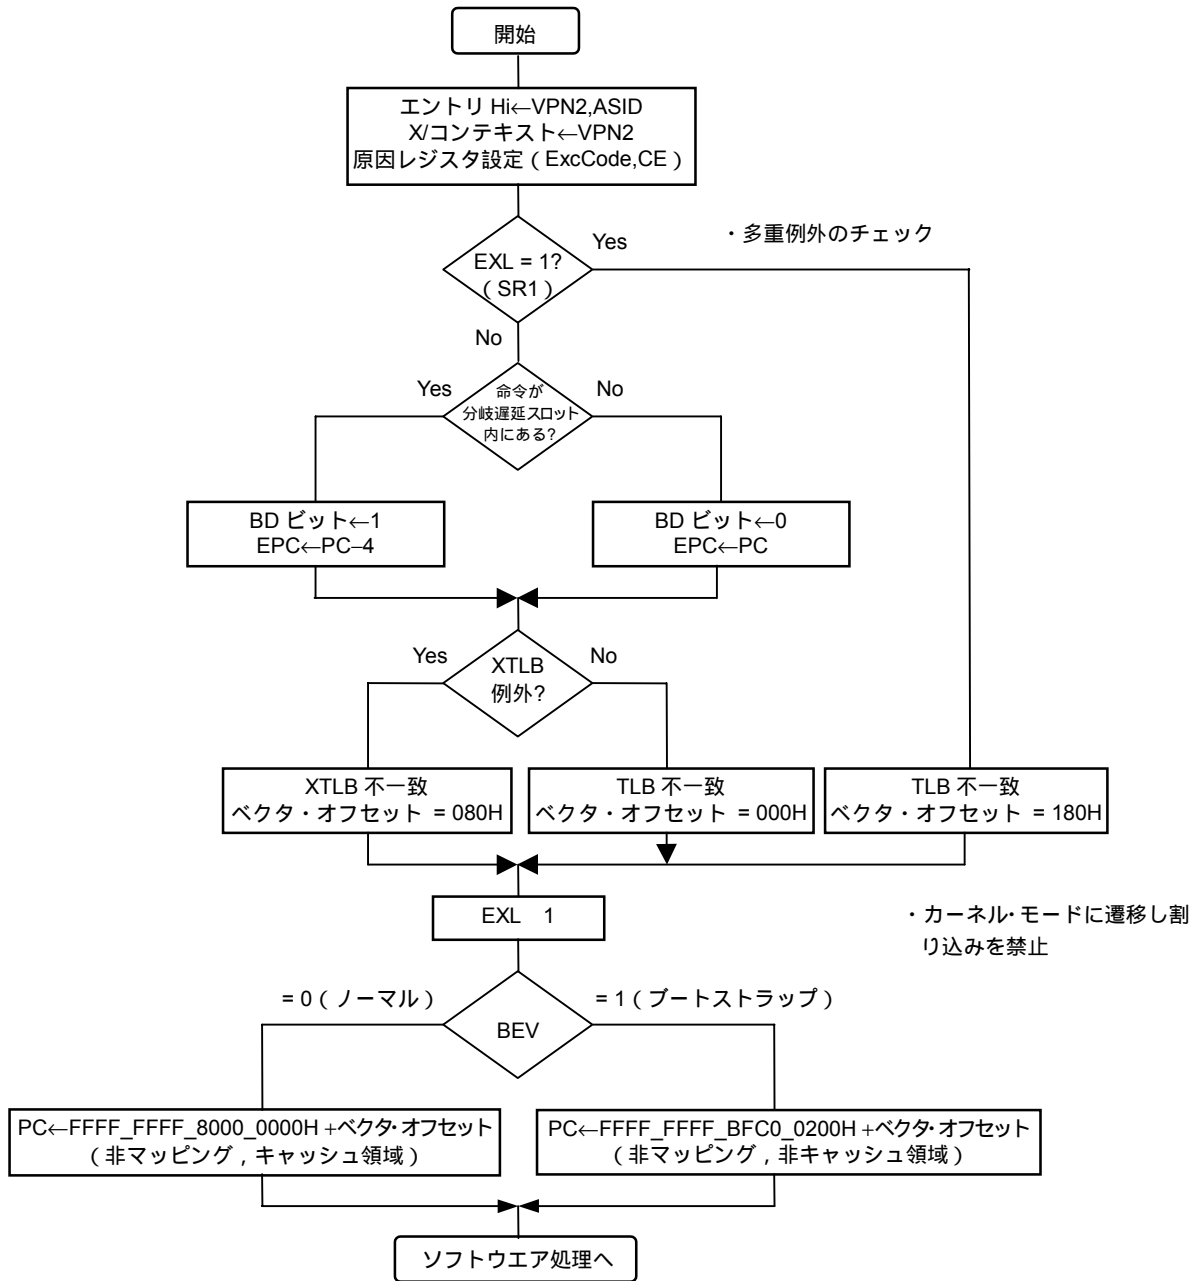 開始
エントリ Hi←VPN2,ASID
X/コンテキスト←VPN2
原因レジスタ設定（ExcCode,CE）
・多重例外のチェック
Yes
EXL = 1?
（SR1）
No
Yes
命令が
分岐遅延スロット
内にある?
No
BD ビット←1
EPC←PC–4
BD ビット←0
EPC←PC
Yes
XTLB
例外?
No
XTLB 不一致
ベクタ・オフセット = 080H
TLB 不一致
ベクタ・オフセット = 000H
TLB 不一致
ベクタ・オフセット = 180H
EXL 1
・カーネル・モードに遷移し割
り込みを禁止
= 0（ノーマル）
BEV
= 1（ブートストラップ）
PC←FFFF_FFFF_8000_0000H +ベクタ・オフセット
（非マッピング，キャッシュ領域）
PC←FFFF_FFFF_BFC0_0200H +ベクタ・オフセット
（非マッピング，非キャッシュ領域）
ソフトウエア処理へ